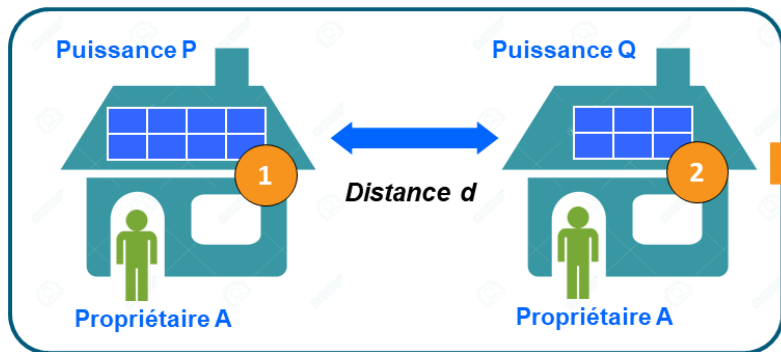 Puissance P
Puissance Q
1
2
Distance d
Propriétaire A
Propriétaire A